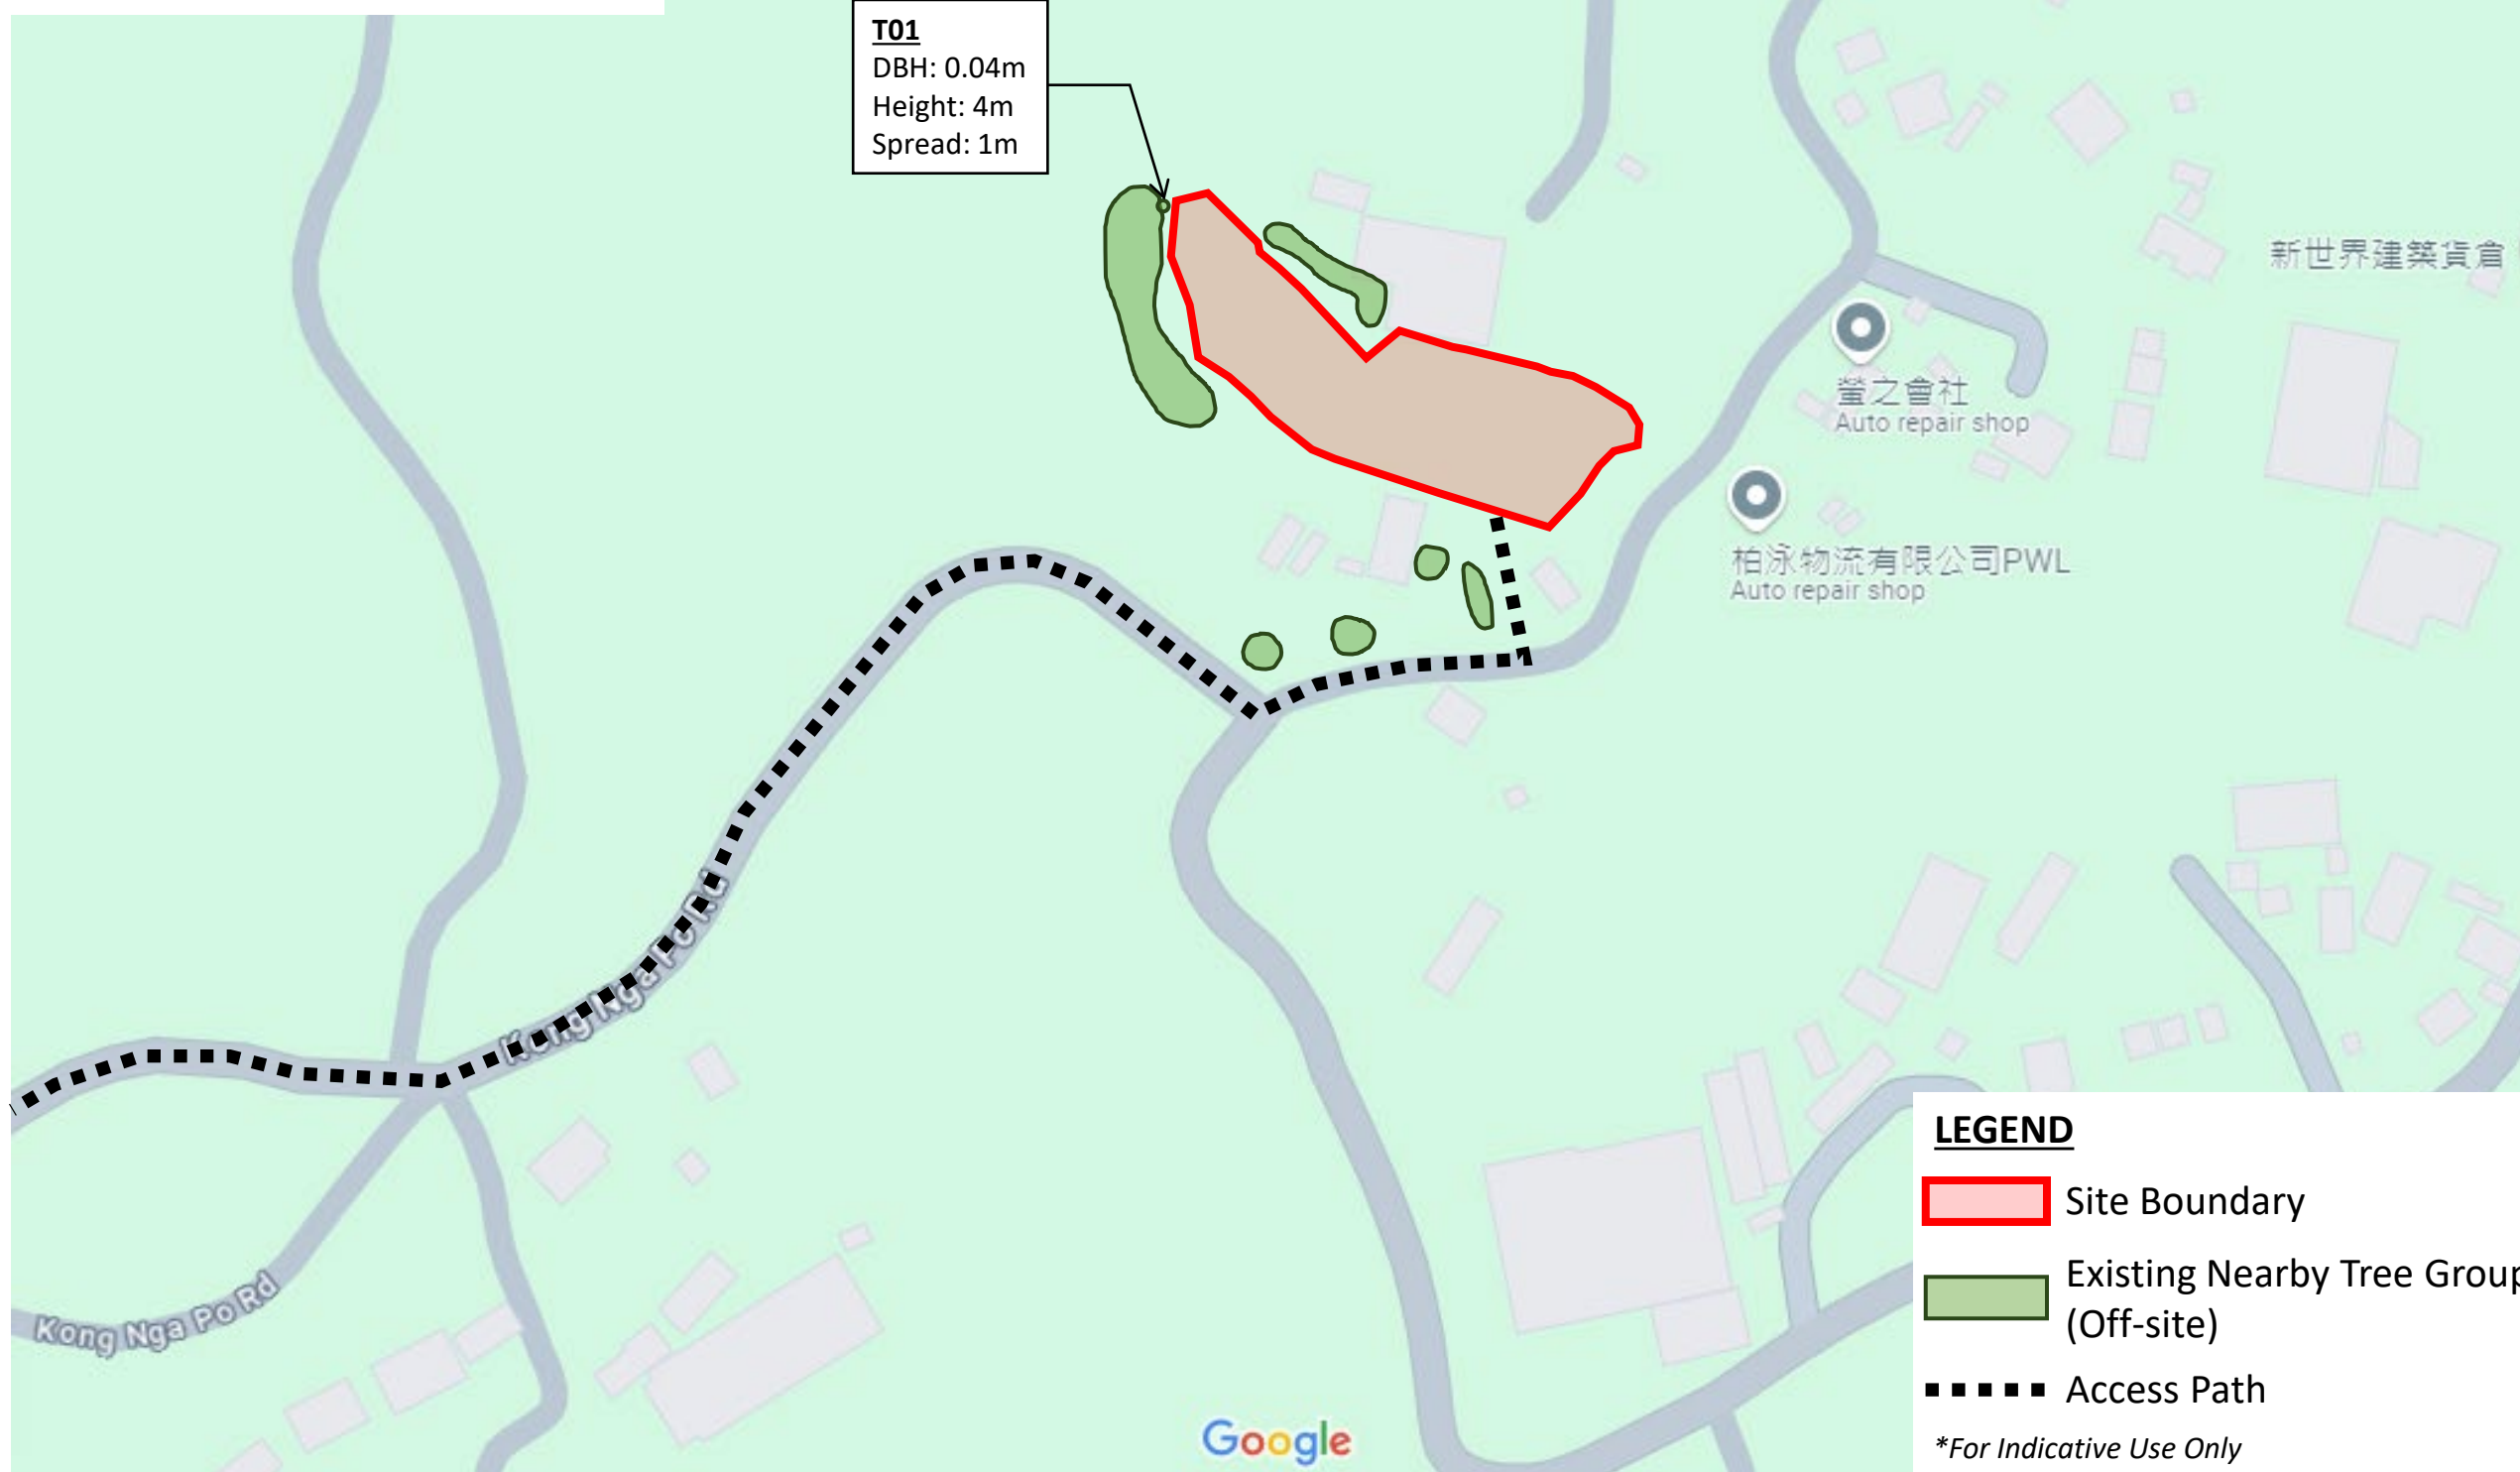 T01
DBH: 0.04m
Height: 4m
Spread: 1m
新世界建築貨倉
螢之會社
Auto repair shop
柏泳物流有限公司PWL
Auto repair shop
Kong Nga Po Rd
Kong Nga Po Rd
LEGEND
Site Boundary
Existing Nearby Tree Group
(Off-site)
Access Path
*For Indicative Use Only
Google